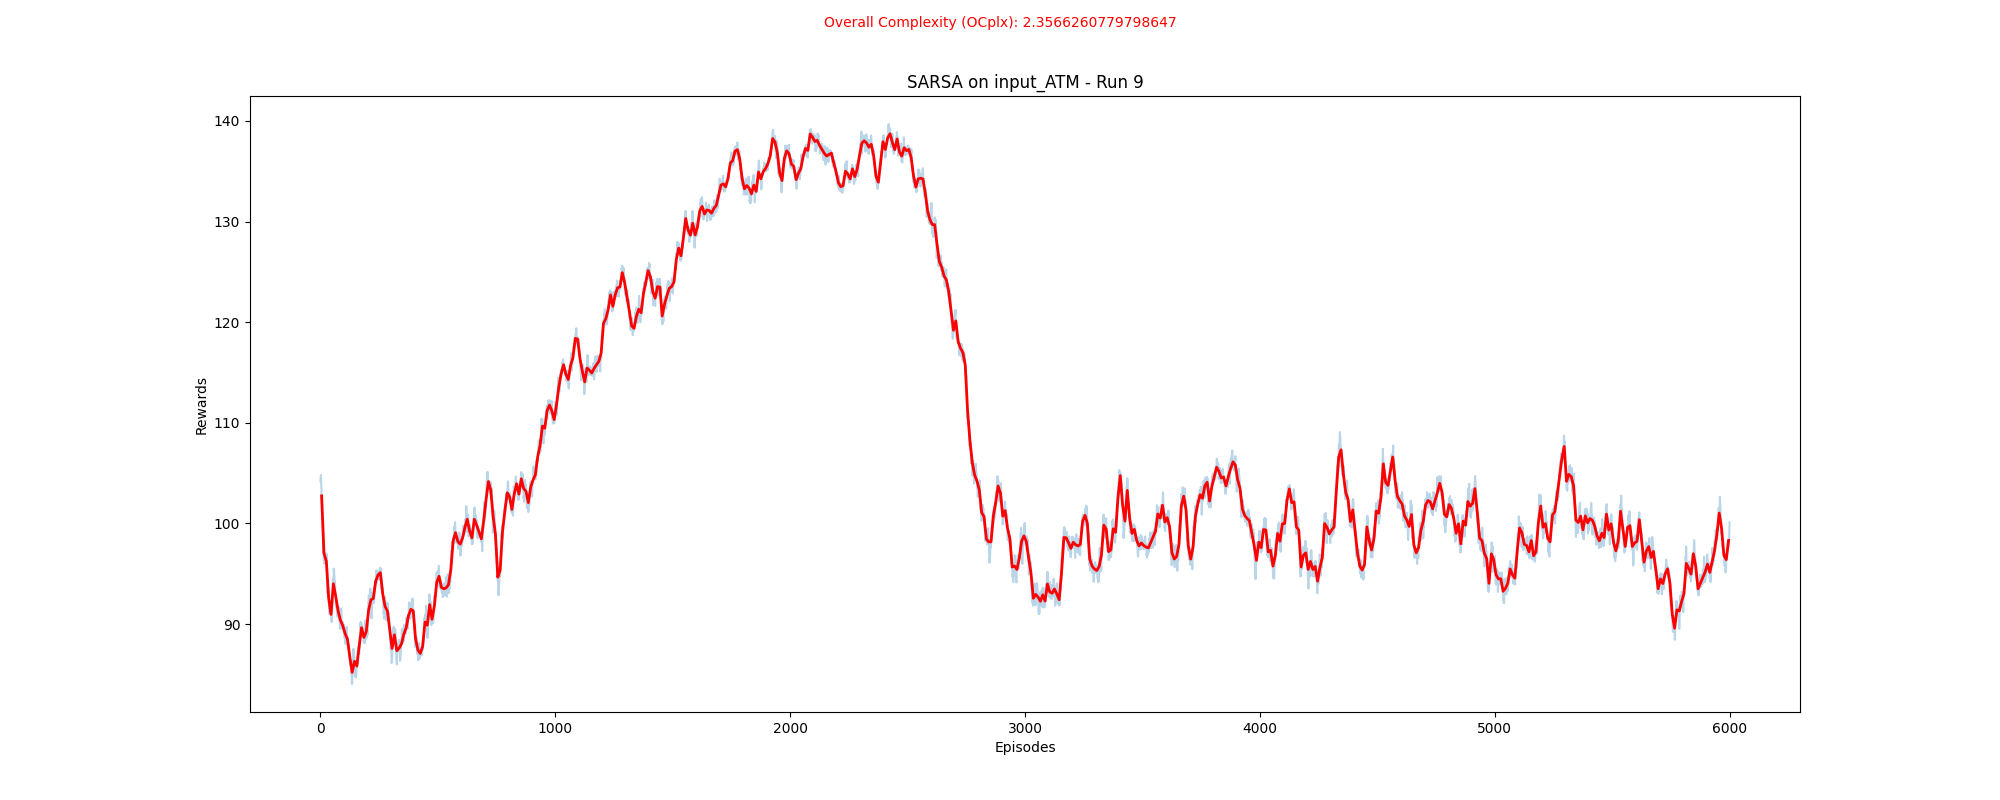 Overall Complexity (OCplx): 2.3566260779798647
SARSA on input_ATM - Run 9
140
130
120
110
100
90
Rewards
0 1000 2000 3000 4000 5000 6000
Episodes